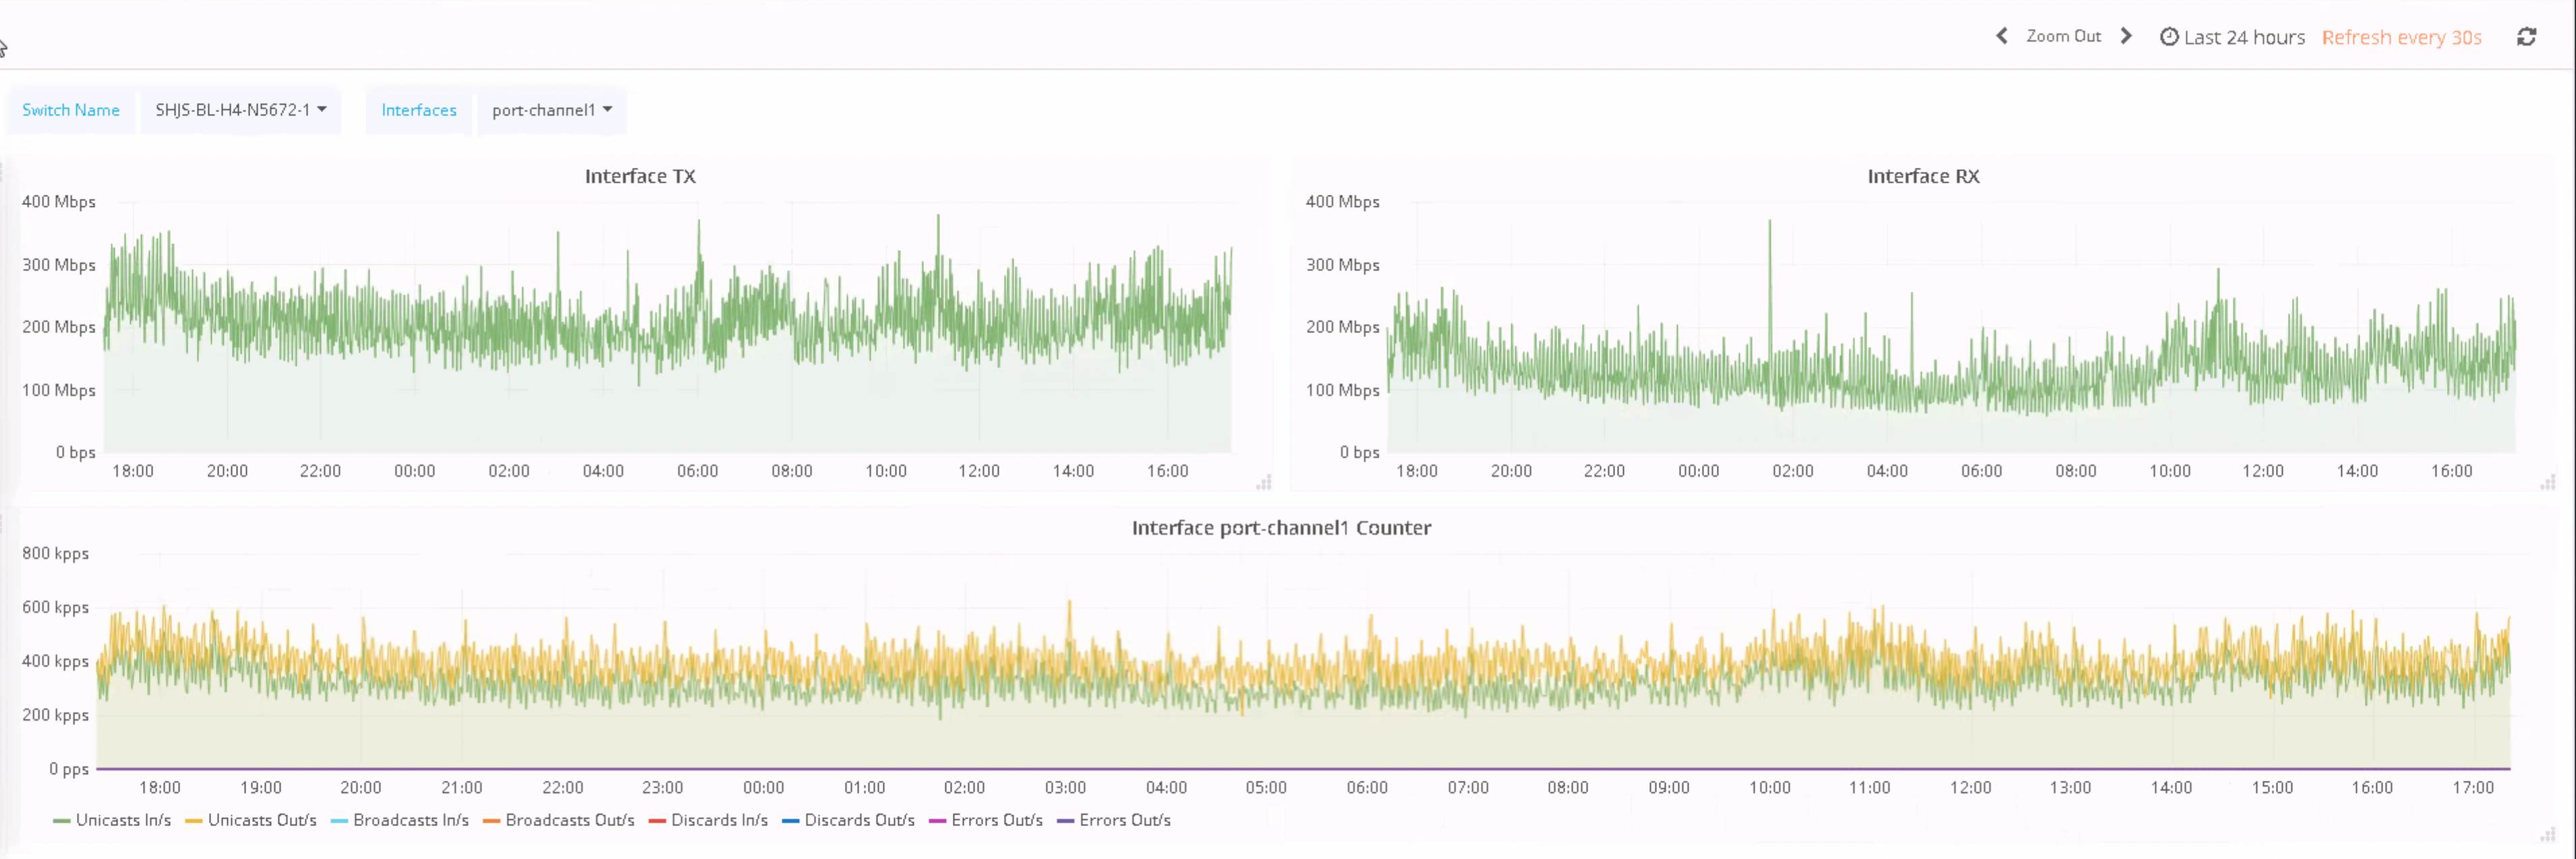 Zoom Out Last 24 hours Refresh every 30s
Switch Name SHJS-BL-H4-N5672-1 Interfaces port-channel1
Interface TX
400 Mbps
300 Mbps
200 Mbps
100 Mbps
0 bps
18:00 20:00 22:00 00:00 02:00 04:00 06:00 08:00 10:00 12:00 14:00 16:00
Interface RX
400 Mbps
300 Mbps
200 Mbps
100 Mbps
0 bps
18:00 20:00 22:00 00:00 02:00 04:00 06:00 08:00 10:00 12:00 14:00 16:00
Interface port-channel1 Counter
800 kpps
600 kpps
400 kpps
200 kpps
0 pps
18:00 19:00 20:00 21:00 22:00 23:00 00:00 01:00 02:00 03:00 04:00 05:00 06:00 07:00 08:00 09:00 10:00 11:00 12:00 13:00 14:00 15:00 16:00 17:00
Unicasts In/s Unicasts Out/s Broadcasts In/s Broadcasts Out/s Discards In/s Discards Out/s Errors Out/s Errors Out/s